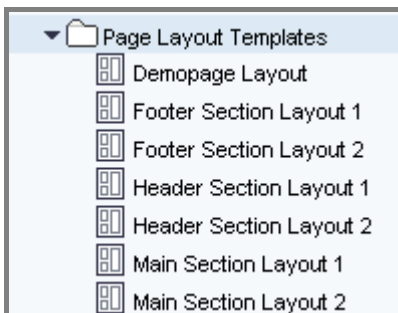 Page Layout Templates
Demopage Layout
Footer Section Layout 1
Footer Section Layout 2
Header Section Layout 1
Header Section Layout 2
Main Section Layout 1
Main Section Layout 2